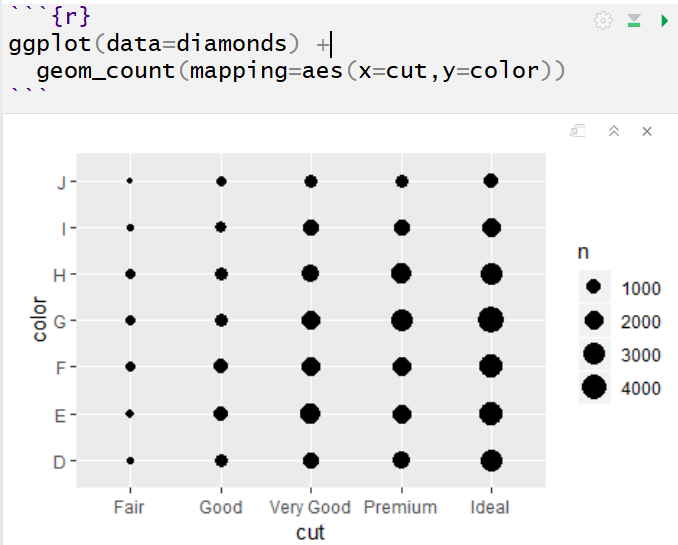 ```{r}
ggplot(data=diamonds) +
  geom_count(mapping=aes(x=cut,y=color))
```
J
I
H
G
F
E
D
color
Fair Good Very Good Premium Ideal
cut
n
1000
2000
3000
4000